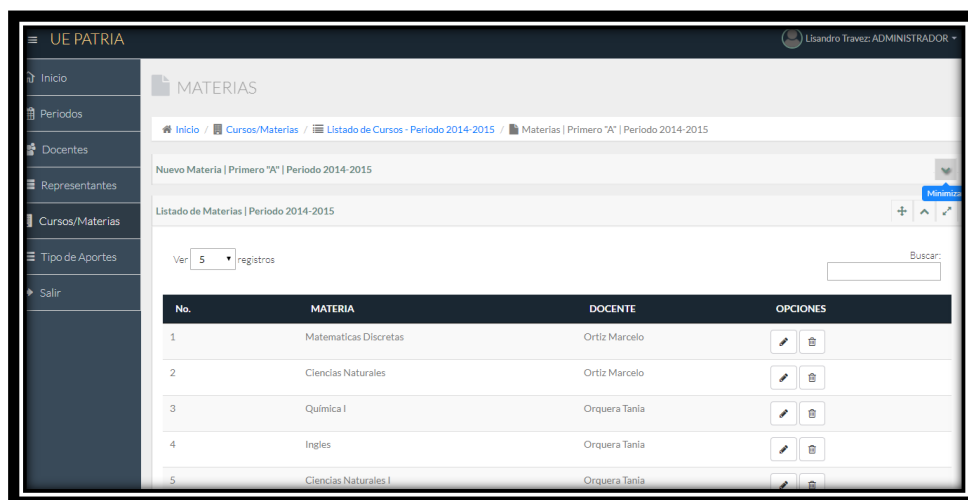 UE PATRIA
Lisandro Travez: ADMINISTRADOR
Inicio
Periodos
Docentes
Representantes
Cursos/Materias
Tipo de Aportes
Salir
MATERIAS
Inicio / Cursos/Materias / Listado de Cursos - Periodo 2014-2015 / Materias | Primero "A" | Periodo 2014-2015
Nuevo Materia | Primero "A" | Periodo 2014-2015
Minimiza
Listado de Materias | Periodo 2014-2015
Ver 5 registros
Buscar:
No. MATERIA DOCENTE OPCIONES
1 Matematicas Discretas Ortiz Marcelo
2 Ciencias Naturales Ortiz Marcelo
3 Química I Orquera Tania
4 Ingles Orquera Tania
5 Ciencias Naturales I Orquera Tania